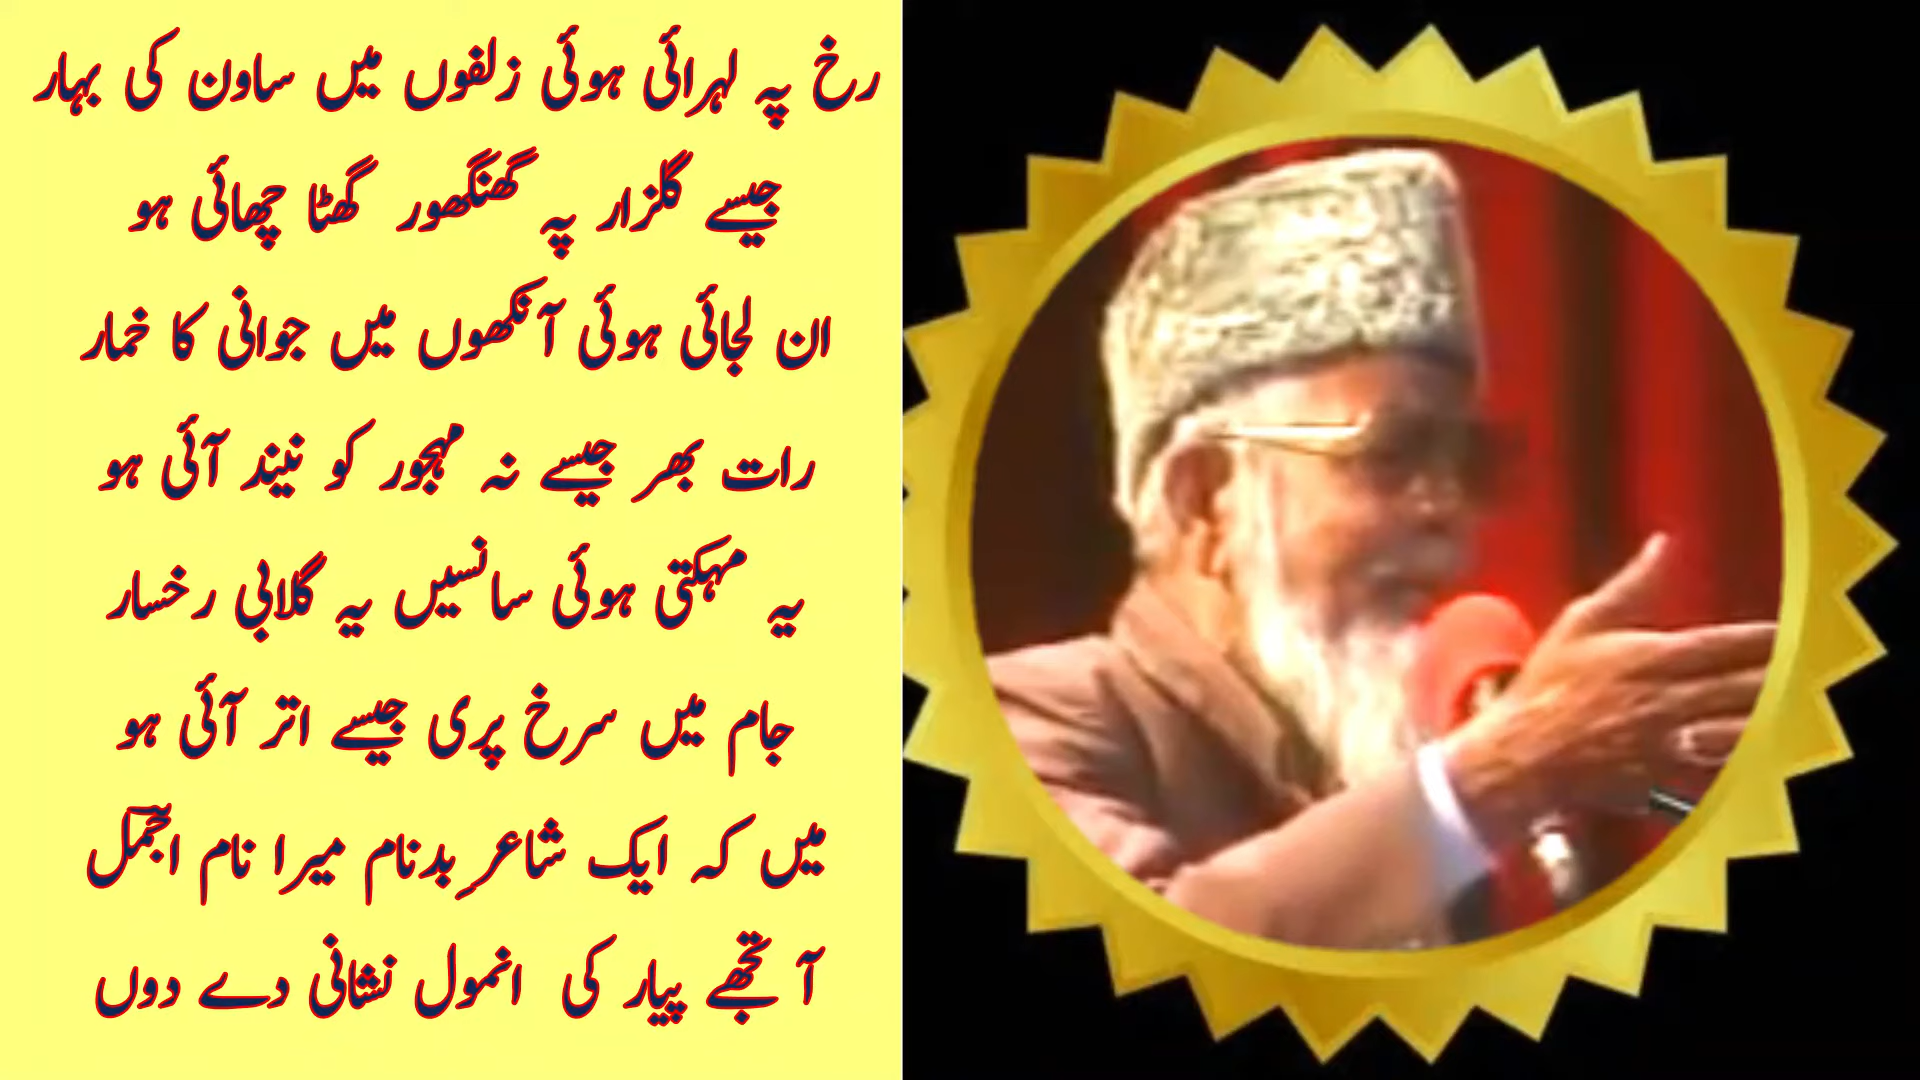 رخ پہ لہرائی ہوئی زلفوں میں ساون کی بہار
جیسے گلزار پہ گھنگھور گھٹا چھائی ہو
ان لجائی ہوئی آنکھوں میں جوانی کا خمار
رات بھر جیسے نہ مہجور کو نیند آئی ہو
یہ مہکتی ہوئی سانسیں یہ گلابی رخسار
جام میں سرخ پری جیسے اتر آئی ہو
میں کہ ایک شاعرِ بدنام میرا نام اجمؔل
آ تجھے پیار کی انمول نشانی دے دوں